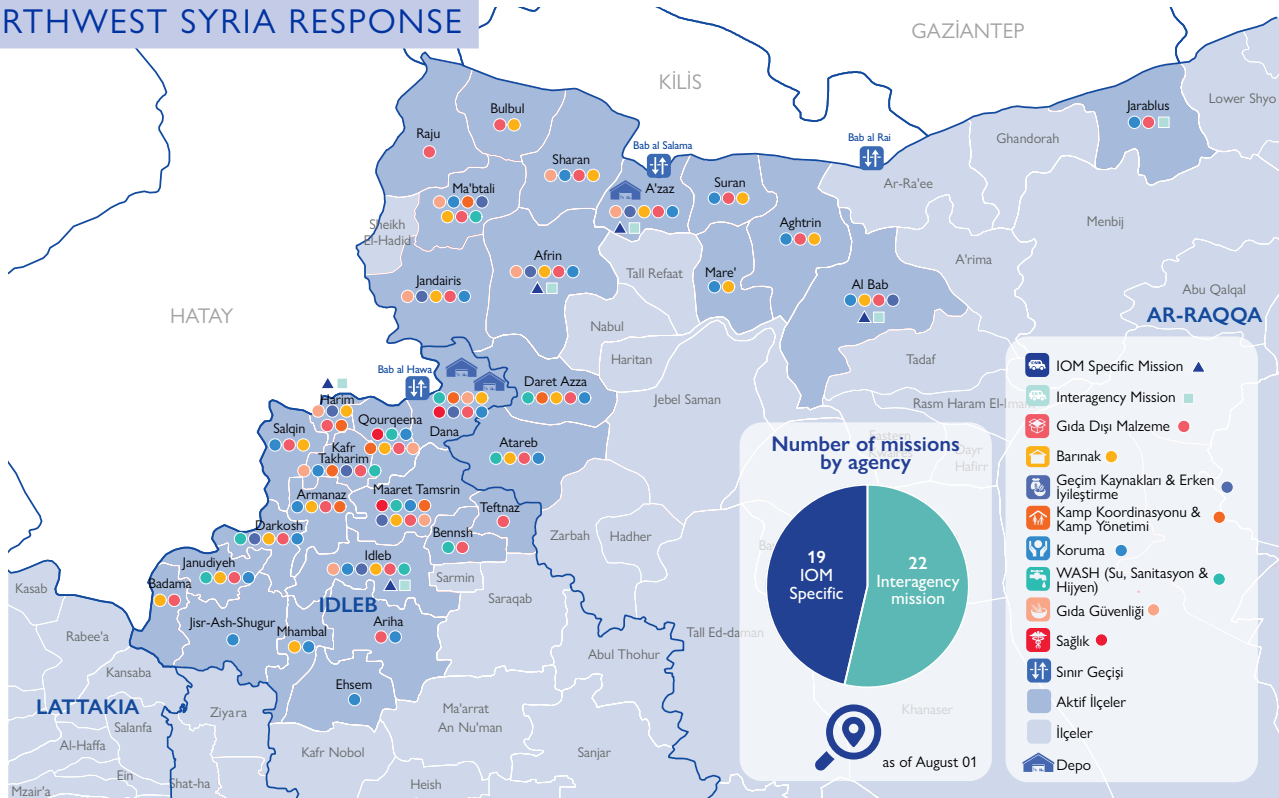 RTHWEST SYRIA RESPONSE
GAZİANTEP
KİLİS
HATAY
Lower Shyo
Jarablus
Ghandorah
Bab al Rai
Bab al Salama
Bulbul
Raju
Sharan
A'zaz
Suran
Ar-Ra'ee
Ma'btali
Sheikh
El-Hadid
Aghtrin
Menbij
Afrin
A'rima
Tall Refaat
Mare'
Jandairis
Al Bab
Abu Qalqal
AR-RAQQA
Nabul
Haritan
Tadaf
Bab al Hawa
Daret Azza
Jebel Saman
Rasm Haram El-Imam
Harim
Qourqeena
Dana
Salqin
Kafr
Takharim
Atareb
Eastern
Kwaires
Dayr
Hafirr
Armanaz
Maaret Tamsrin
Teftnaz
Darkosh
Bennsh
Zarbah
Hadher
Janudiyeh
Idleb
Sarmin
Badama
IDLEB
Saraqab
Kasab
Jisr-Ash-Shugur
Mhambal
Ariha
Rabee'a
Tall Ed-daman
Abul Thohur
Kansaba
Ehsem
LATTAKIA
Ziyara
Ma'arrat
An Nu'man
Khanaser
Salanfa
Al-Haffa
Kafr Nobol
Sanjar
Ein
Shat-ha
Heish
Mzair'a
Number of missions
by agency
19
IOM
Specific
22
Interagency
mission
as of August 01
IOM Specific Mission
Interagency Mission
Gıda Dışı Malzeme
Barınak
Geçim Kaynakları & Erken
İyileştirme
Kamp Koordinasyonu &
Kamp Yönetimi
Koruma
WASH (Su, Sanitasyon &
Hijyen)
Gıda Güvenliği
Sağlık
Sınır Geçişi
Aktif İlçeler
İlçeler
Depo